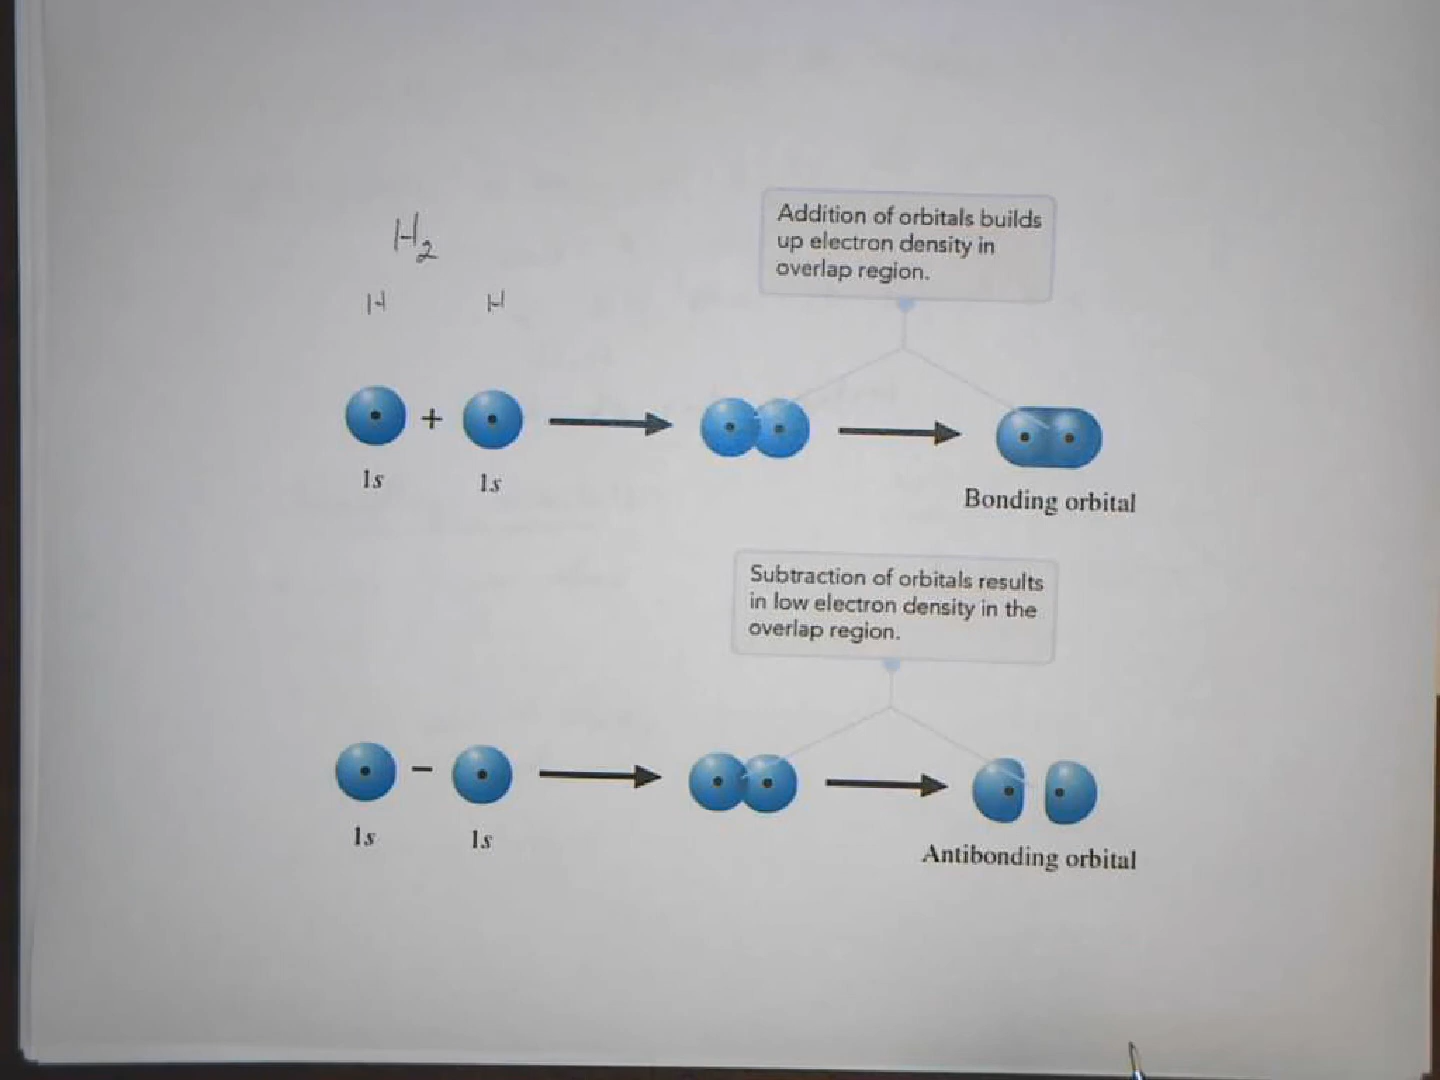 H₂
H H
Addition of orbitals builds
up electron density in
overlap region.
+
1s 1s
Bonding orbital
Subtraction of orbitals results
in low electron density in the
overlap region.
−
1s 1s
Antibonding orbital